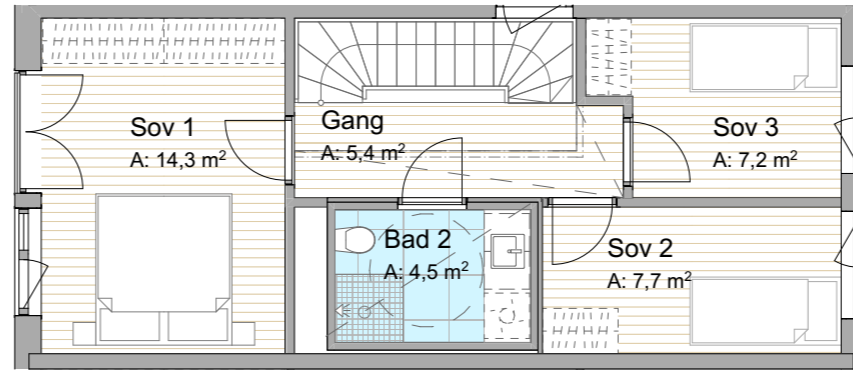 Sov 1
A: 14,3 m²
Gang
A: 5,4 m²
Sov 3
A: 7,2 m²
Bad 2
A: 4,5 m²
Sov 2
A: 7,7 m²